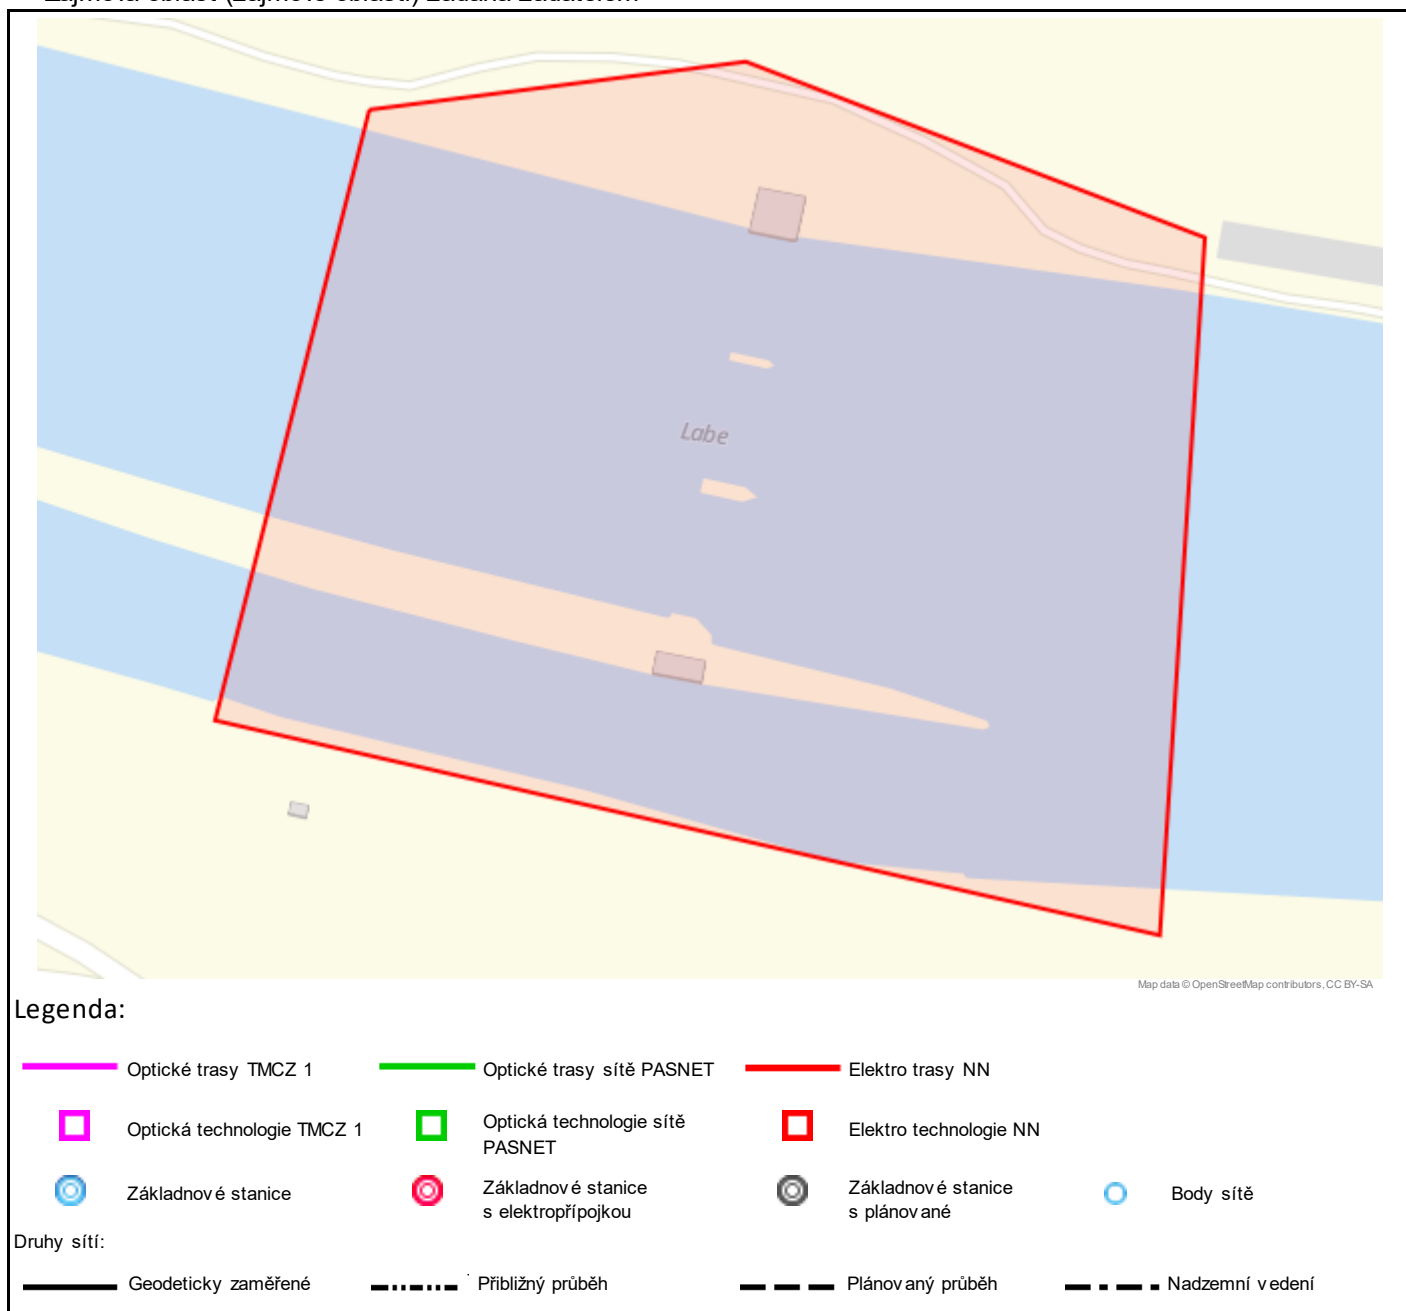 Labe
Map data © OpenStreetMap contributors, CC BY-SA
Legenda:
Optické trasy TMCZ 1
Optické trasy sítě PASNET
Elektro trasy NN
Optická technologie TMCZ 1
Optická technologie sítě
PASNET
Elektro technologie NN
Základnové stanice
Základnové stanice
s elektropřípojkou
Základnové stanice
s plánované
Body sítě
Druhy sítí:
Geodeticky zaměřené
Přibližný průběh
Plánovaný průběh
Nadzemní vedení